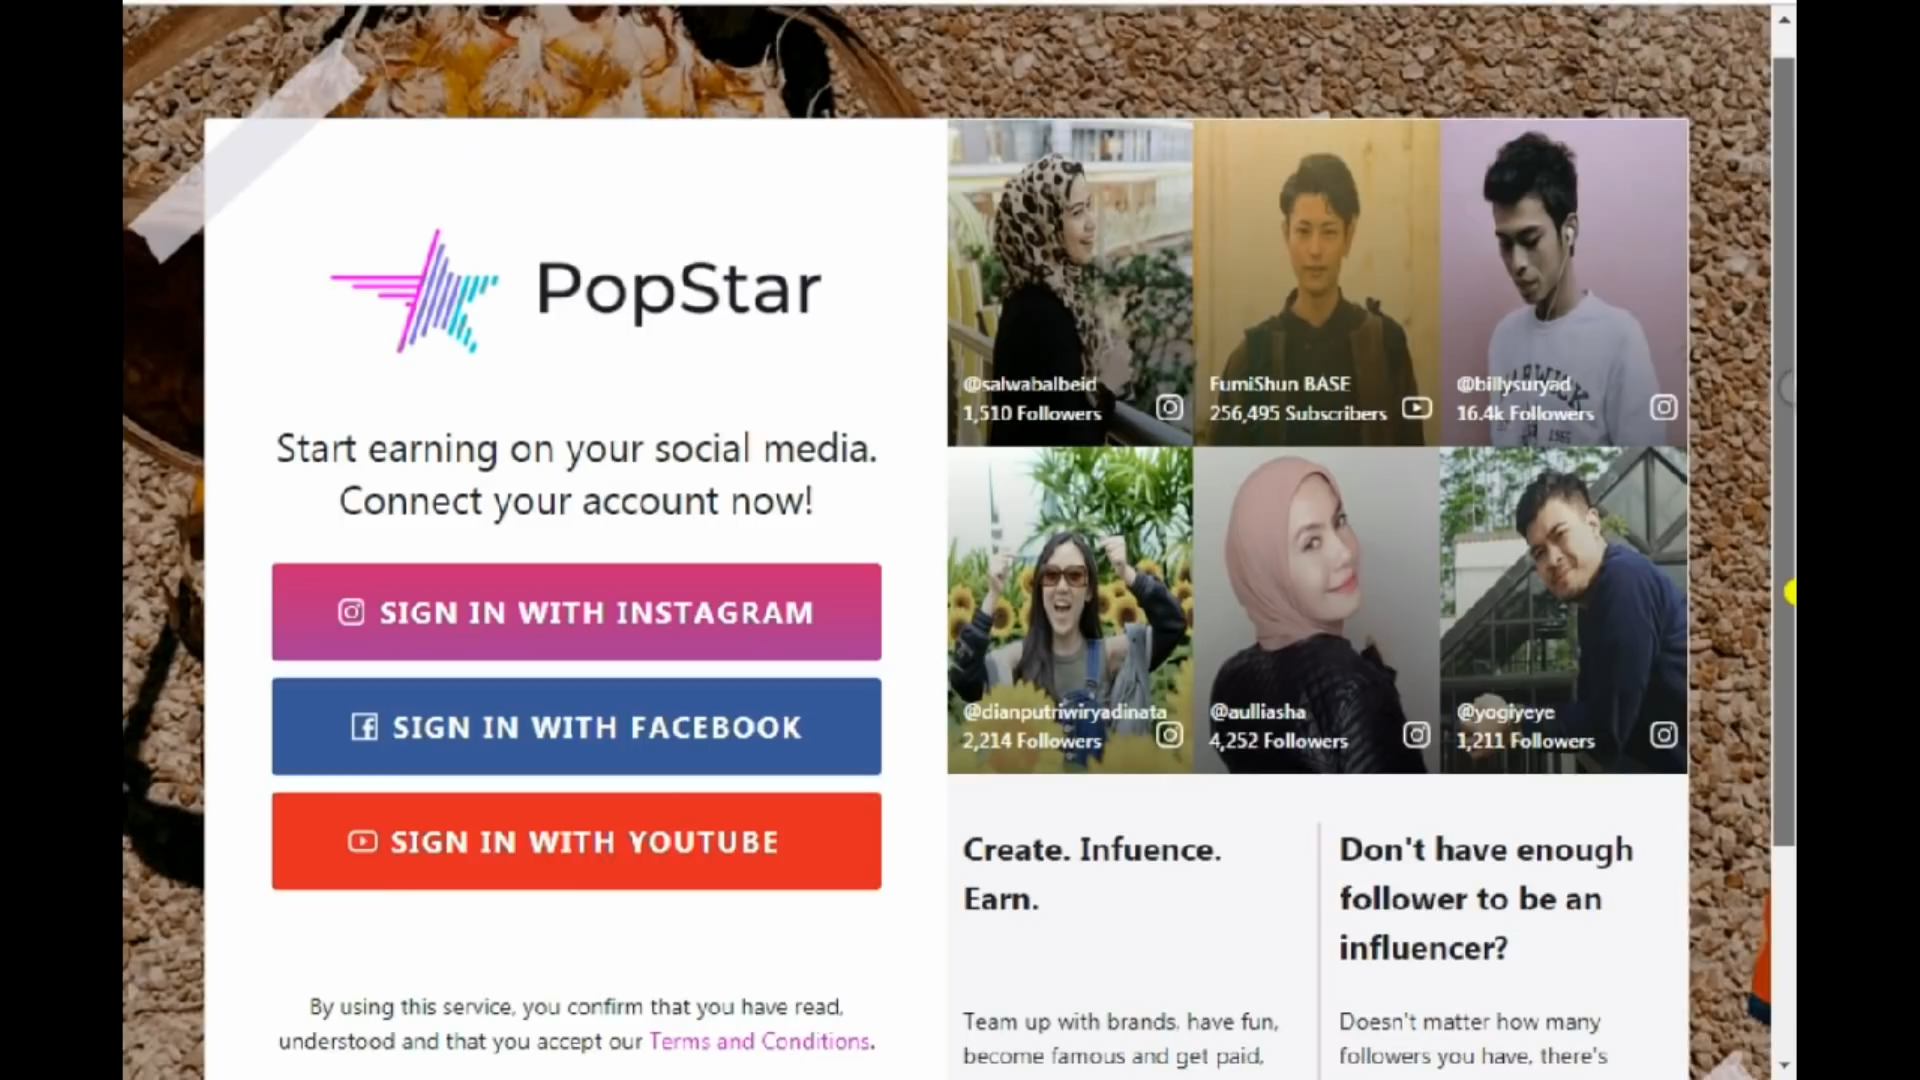 PopStar
Start earning on your social media.
Connect your account now!
SIGN IN WITH INSTAGRAM
SIGN IN WITH FACEBOOK
SIGN IN WITH YOUTUBE
By using this service, you confirm that you have read,
understood and that you accept our Terms and Conditions.
@salwabalbeid
1,510 Followers
FumiShun BASE
256,495 Subscribers
@billysuryad
16.4k Followers
@dianputriwiryadinata
2,214 Followers
@aulliasha
4,252 Followers
@yogiyeye
1,211 Followers
Create. Infuence.
Earn.
Team up with brands, have fun,
become famous and get paid,
Don't have enough
follower to be an
influencer?
Doesn't matter how many
followers you have, there's